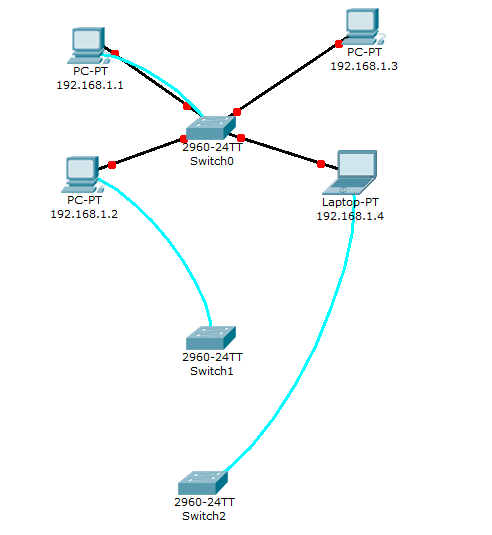 PC-PT
192.168.1.1
PC-PT
192.168.1.3
2960-24TT
Switch0
PC-PT
192.168.1.2
Laptop-PT
192.168.1.4
2960-24TT
Switch1
2960-24TT
Switch2